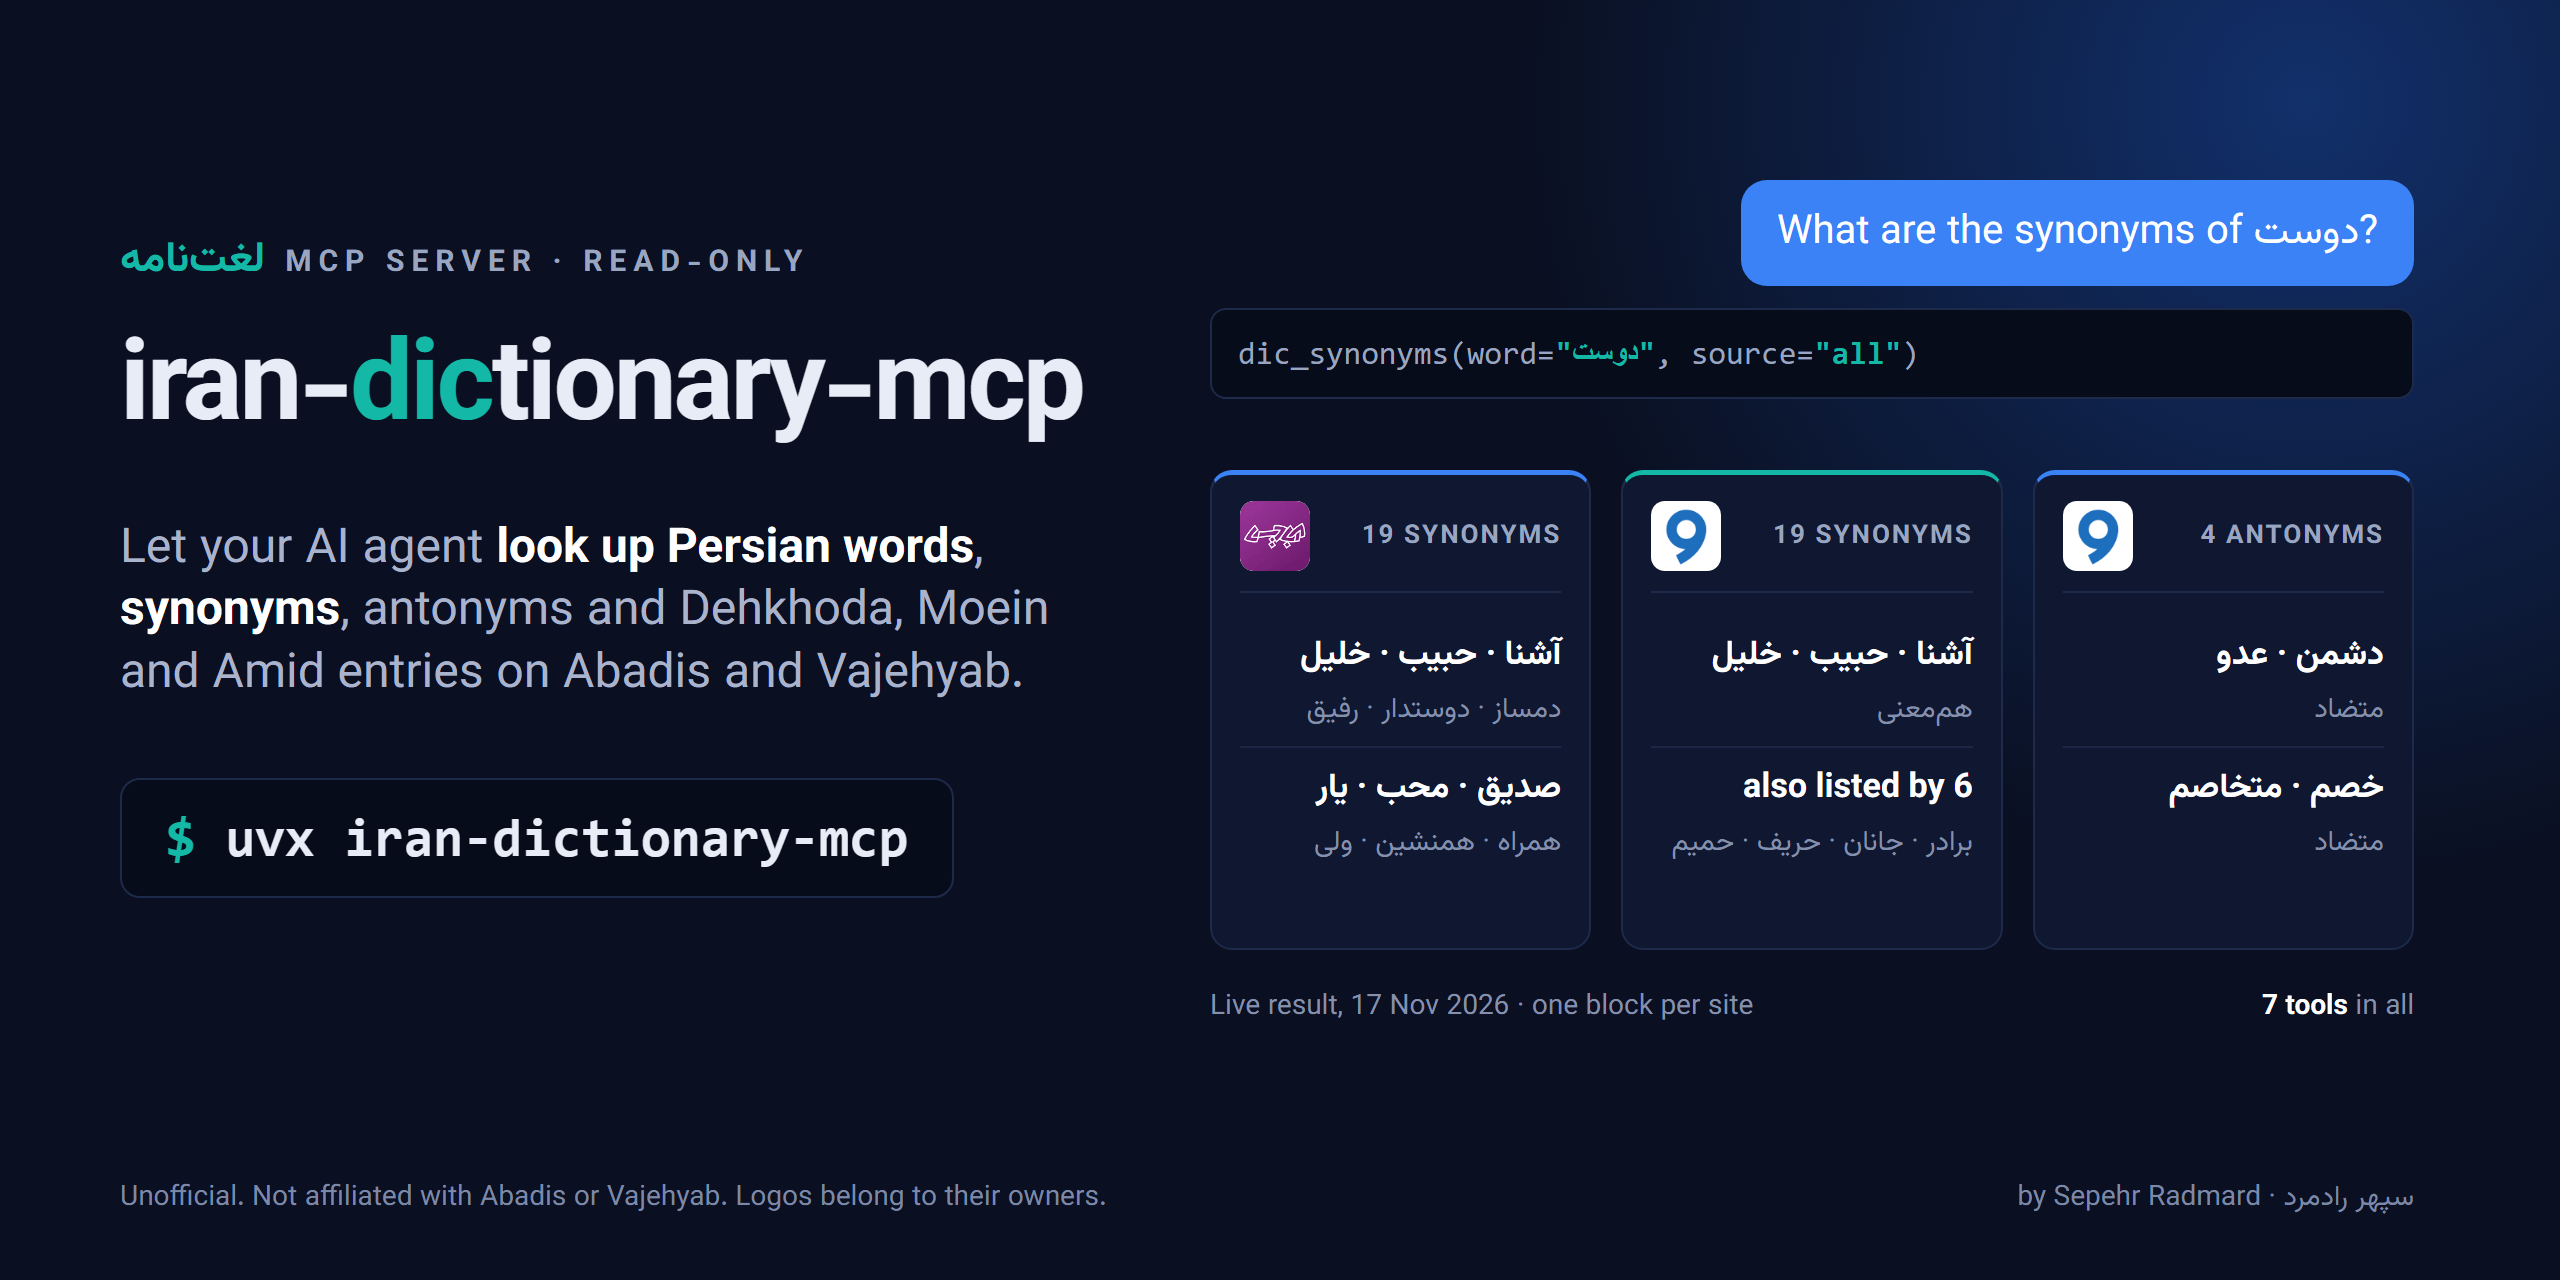 لغت‌نامه MCP SERVER · READ-ONLY
iran-dictionary-mcp
Let your AI agent look up Persian words,
synonyms, antonyms and Dehkhoda, Moein
and Amid entries on Abadis and Vajehyab.
$ uvx iran-dictionary-mcp
What are the synonyms of دوست?
dic_synonyms(word="دوست", source="all")
19 SYNONYMS
آشنا · حبیب · خلیل
دمساز · دوستدار · رفیق
صدیق · محب · یار
همراه · همنشین · ولی
19 SYNONYMS
آشنا · حبیب · خلیل
هم‌معنی
also listed by 6
برادر · جانان · حریف · حمیم
4 ANTONYMS
دشمن · عدو
متضاد
خصم · متخاصم
متضاد
Live result, 17 Nov 2026 · one block per site
7 tools in all
Unofficial. Not affiliated with Abadis or Vajehyab. Logos belong to their owners.
by Sepehr Radmard · سپهر رادمرد